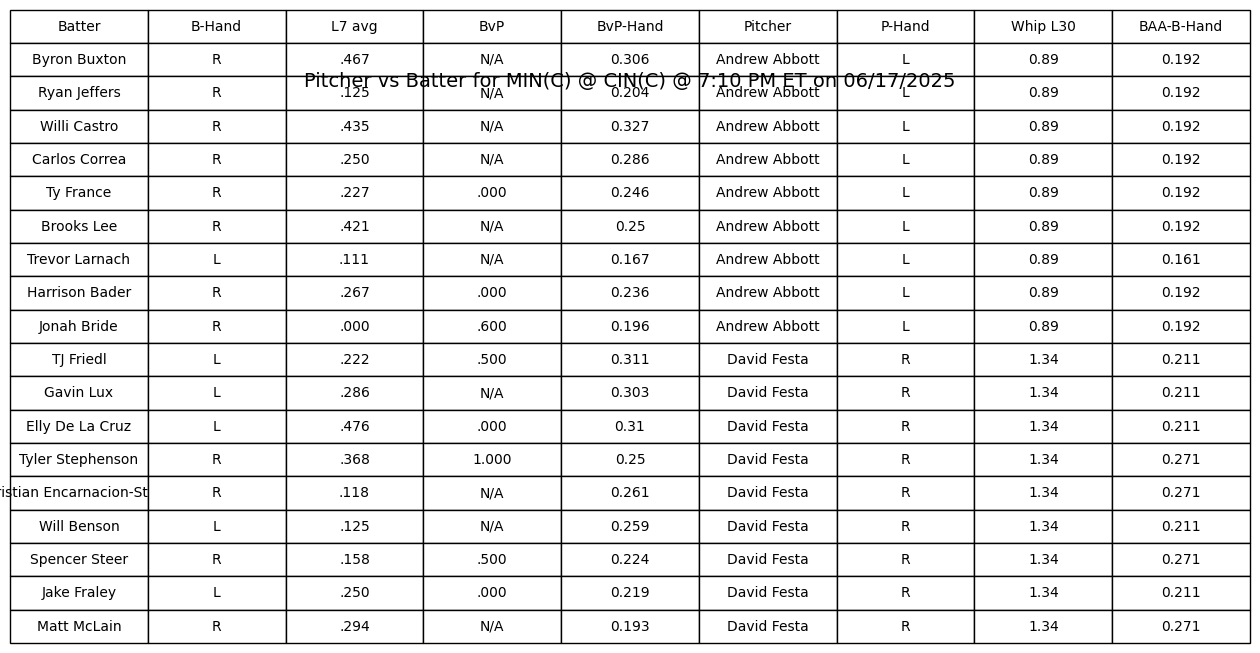 Batter B-Hand L7 avg BvP BvP-Hand Pitcher P-Hand Whip L30 BAA-B-Hand
Byron Buxton R .467 N/A 0.306 Andrew Abbott L 0.89 0.192
Pitcher vs Batter for MIN(C) @ CIN(C) @ 7:10 PM ET on 06/17/2025
Ryan Jeffers R .125 N/A 0.204 Andrew Abbott L 0.89 0.192
Willi Castro R .435 N/A 0.327 Andrew Abbott L 0.89 0.192
Carlos Correa R .250 N/A 0.286 Andrew Abbott L 0.89 0.192
Ty France R .227 .000 0.246 Andrew Abbott L 0.89 0.192
Brooks Lee R .421 N/A 0.25 Andrew Abbott L 0.89 0.192
Trevor Larnach L .111 N/A 0.167 Andrew Abbott L 0.89 0.161
Harrison Bader R .267 .000 0.236 Andrew Abbott L 0.89 0.192
Jonah Bride R .000 .600 0.196 Andrew Abbott L 0.89 0.192
TJ Friedl L .222 .500 0.311 David Festa R 1.34 0.211
Gavin Lux L .286 N/A 0.303 David Festa R 1.34 0.211
Elly De La Cruz L .476 .000 0.31 David Festa R 1.34 0.211
Tyler Stephenson R .368 1.000 0.25 David Festa R 1.34 0.271
istian Encarnacion-St R .118 N/A 0.261 David Festa R 1.34 0.271
Will Benson L .125 N/A 0.259 David Festa R 1.34 0.211
Spencer Steer R .158 .500 0.224 David Festa R 1.34 0.271
Jake Fraley L .250 .000 0.219 David Festa R 1.34 0.211
Matt McLain R .294 N/A 0.193 David Festa R 1.34 0.271